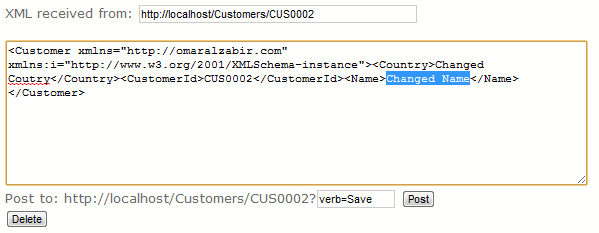 XML received from: http://localhost/Customers/CUS0002
<Customer xmlns="http://omaralzabir.com"
xmlns:i="http://www.w3.org/2001/XMLSchema-instance"><Country>Changed
Coutry</Country><CustomerId>CUS0002</CustomerId><Name>Changed Name</Name>
</Customer>
Post to: http://localhost/Customers/CUS0002? verb=Save Post
Delete